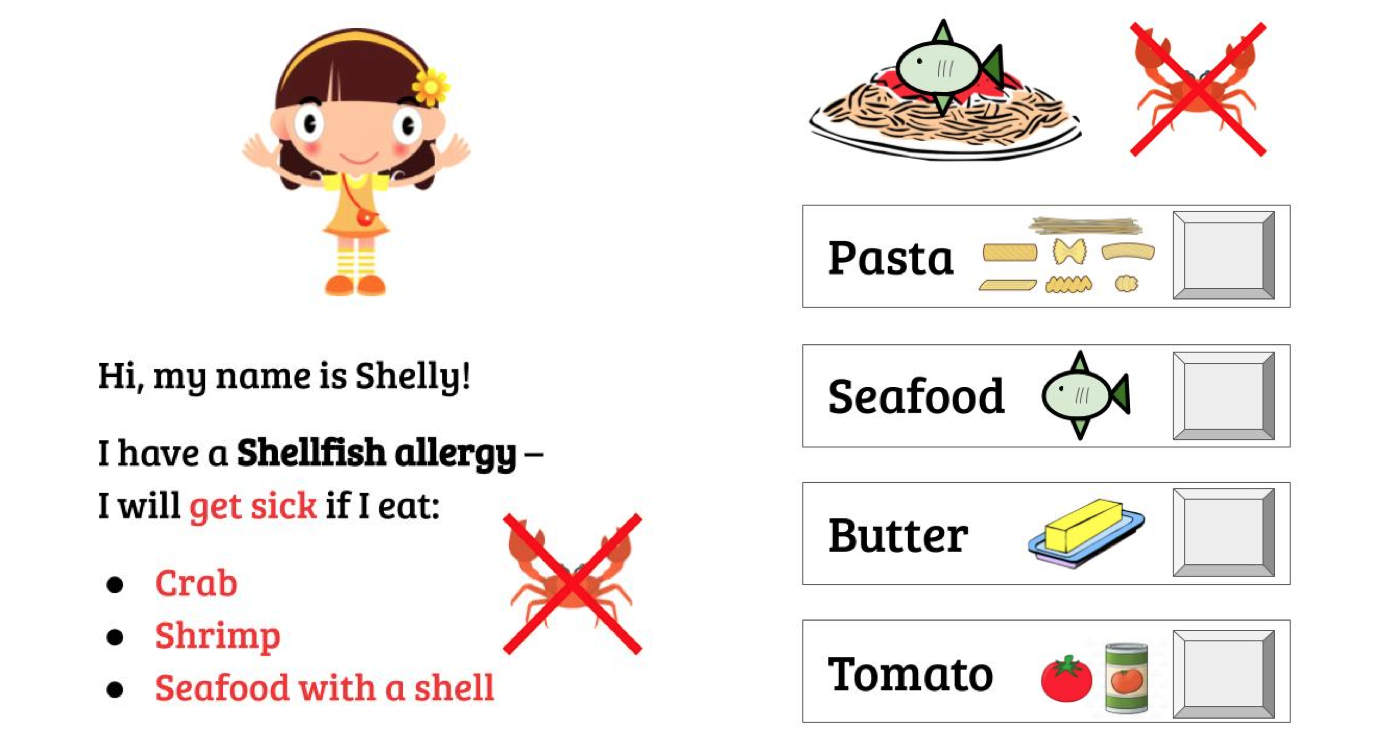 Hi, my name is Shelly!
I have a Shellfish allergy –
I will get sick if I eat:
● Crab
● Shrimp
● Seafood with a shell
Pasta
Seafood
Butter
Tomato